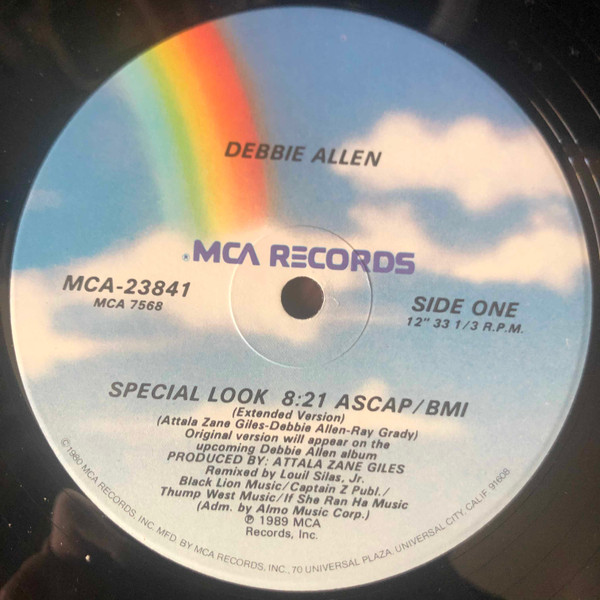 DEBBIE ALLEN
® MCA RECORDS
MCA-23841
MCA 7568
SIDE ONE
12" 33 1/3 R.P.M.
SPECIAL LOOK 8:21 ASCAP/BMI
(Extended Version)
(Attala Zane Giles-Debbie Allen-Ray Grady)
Original version will appear on the
upcoming Debbie Allen album
PRODUCED BY: ATTALA ZANE GILES
Remixed by Louil Silas, Jr.
Black Lion Music/Captain Z Publ./
Thump West Music/If She Ran Ha Music
(Adm. by Almo Music Corp.)
℗ 1989 MCA
Records, Inc.
©1980 MCA RECORDS, INC. MFD. BY MCA RECORDS, INC., 70 UNIVERSAL PLAZA, UNIVERSAL CITY, CALIF. 91608